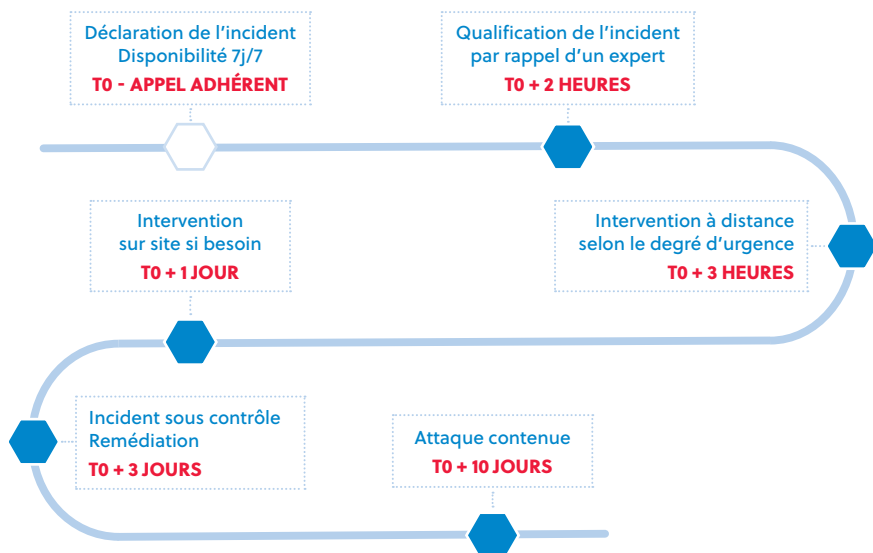 Déclaration de l'incident
Disponibilité 7j/7
T0 - APPEL ADHÉRENT
Qualification de l'incident
par rappel d'un expert
T0 + 2 HEURES
Intervention à distance
selon le degré d'urgence
T0 + 3 HEURES
Intervention
sur site si besoin
T0 + 1 JOUR
Incident sous contrôle
Remédiation
T0 + 3 JOURS
Attaque contenue
T0 + 10 JOURS